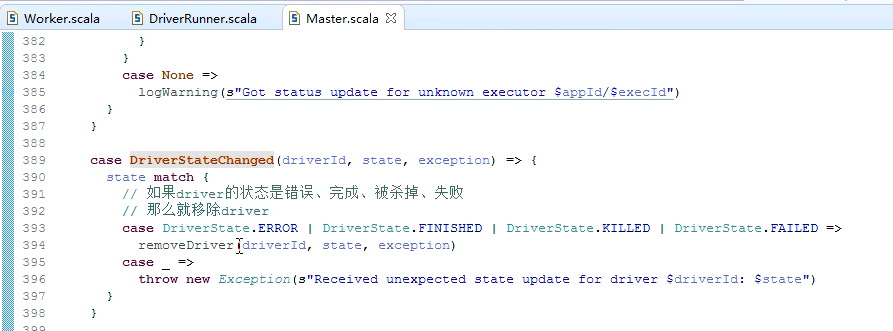 Worker.scala DriverRunner.scala Master.scala
382 }
383 }
384 case None =>
385 logWarning(s"Got status update for unknown executor $appId/$execId")
386 }
387 }
388
389 case DriverStateChanged(driverId, state, exception) => {
390 state match {
391 // 如果driver的状态是错误、完成、被杀掉、失败
392 // 那么就移除driver
393 case DriverState.ERROR | DriverState.FINISHED | DriverState.KILLED | DriverState.FAILED =>
394 removeDriver(driverId, state, exception)
395 case _ =>
396 throw new Exception(s"Received unexpected state update for driver $driverId: $state")
397 }
398 }
399